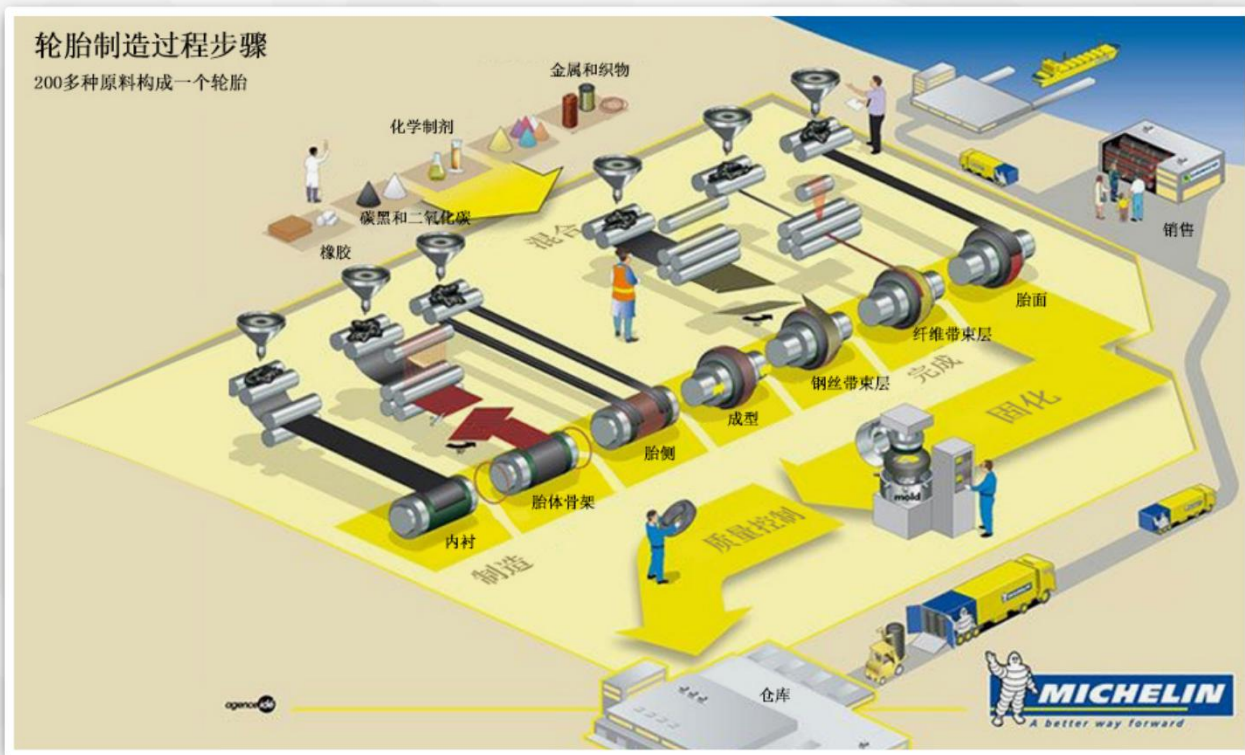 轮胎制造过程步骤
200多种原料构成一个轮胎
金属和织物
化学制剂
碳黑和二氧化碳
橡胶
混合
销售
胎面
纤维带束层
完成
钢丝带束层
成型
固化
胎侧
胎体骨架
内衬
制造
mold
质量控制
仓库
agence idé
MICHELIN
A better way forward